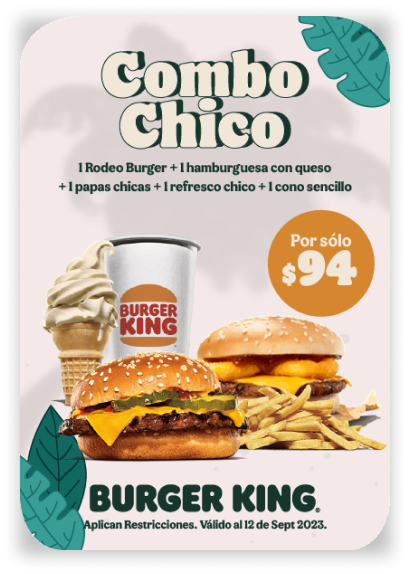 Combo
Chico
1 Rodeo Burger + 1 hamburguesa con queso
+ 1 papas chicas + 1 refresco chico + 1 cono sencillo
Por sólo
$94
BURGER
KING
BURGER KING®
Aplican Restricciones. Válido al 12 de Sept 2023.